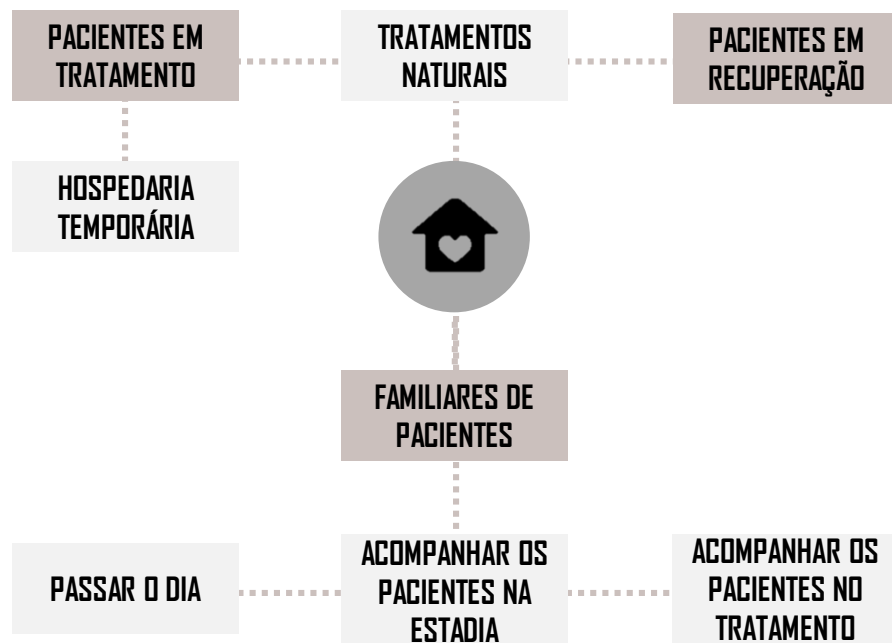 PACIENTES EM
TRATAMENTO
TRATAMENTOS
NATURAIS
PACIENTES EM
RECUPERAÇÃO
HOSPEDARIA
TEMPORÁRIA
FAMILIARES DE
PACIENTES
PASSAR O DIA
ACOMPANHAR OS
PACIENTES NA
ESTADIA
ACOMPANHAR OS
PACIENTES NO
TRATAMENTO